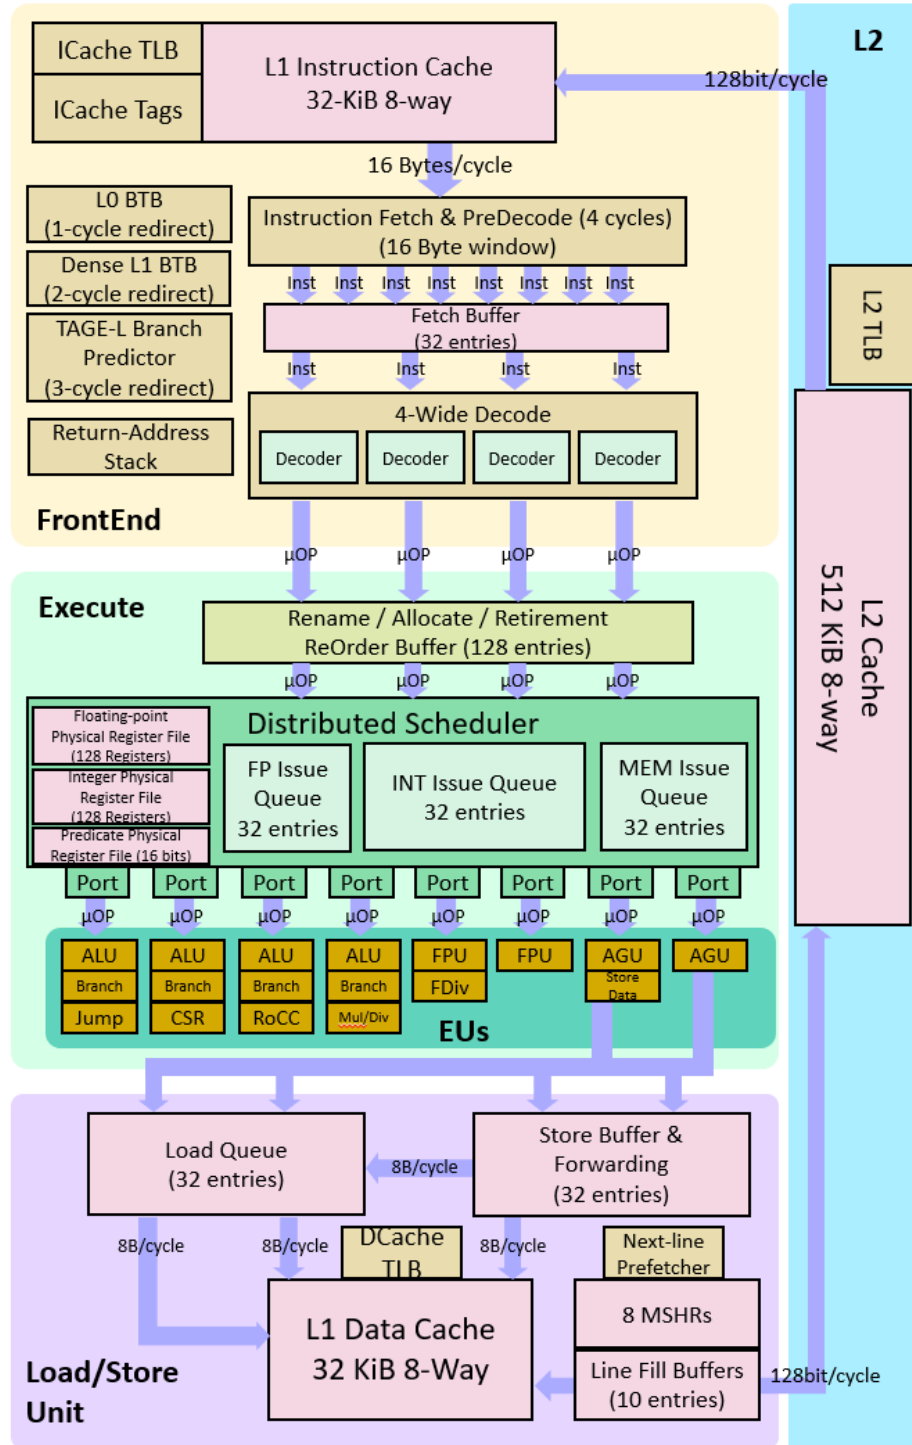 ICache TLB
ICache Tags
L1 Instruction Cache
32-KiB 8-way
128bit/cycle
L2
16 Bytes/cycle
L0 BTB
(1-cycle redirect)
Dense L1 BTB
(2-cycle redirect)
TAGE-L Branch
Predictor
(3-cycle redirect)
Return-Address
Stack
Instruction Fetch & PreDecode (4 cycles)
(16 Byte window)
Inst Inst Inst Inst Inst Inst Inst Inst
Fetch Buffer
(32 entries)
Inst Inst Inst Inst
4-Wide Decode
Decoder Decoder Decoder Decoder
FrontEnd
L2 TLB
L2 Cache
512 KiB 8-way
µOP µOP µOP µOP
Execute
Rename / Allocate / Retirement
ReOrder Buffer (128 entries)
µOP µOP µOP µOP
Distributed Scheduler
Floating-point
Physical Register File
(128 Registers)
Integer Physical
Register File
(128 Registers)
Predicate Physical
Register File (16 bits)
FP Issue
Queue
32 entries
INT Issue Queue
32 entries
MEM Issue
Queue
32 entries
Port Port Port Port Port Port Port Port
µOP µOP µOP µOP µOP µOP µOP µOP
ALU ALU ALU ALU FPU FPU AGU AGU
Branch Branch Branch Branch FDiv Store
Data
Jump CSR RoCC Mul/Div
EUs
Load Queue
(32 entries)
8B/cycle
Store Buffer &
Forwarding
(32 entries)
8B/cycle 8B/cycle 8B/cycle
DCache
TLB
Next-line
Prefetcher
L1 Data Cache
32 KiB 8-Way
8 MSHRs
Line Fill Buffers
(10 entries)
128bit/cycle
Load/Store
Unit